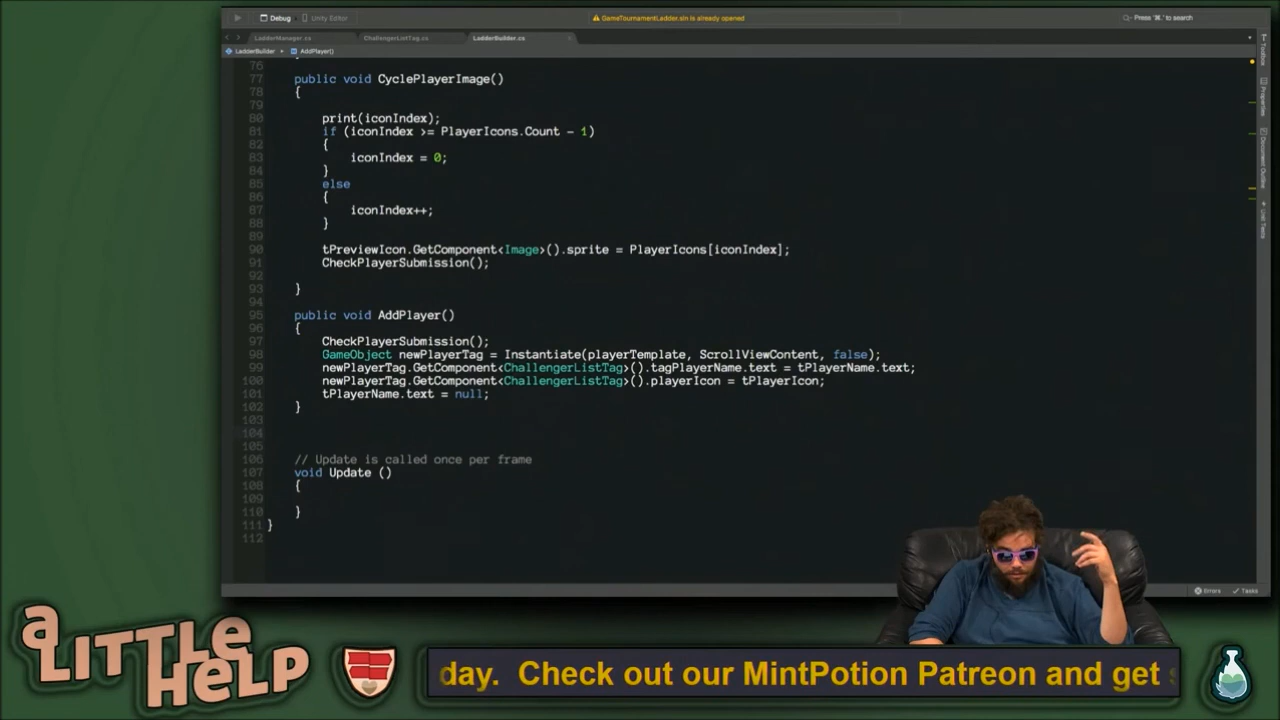 Debug
Unity Editor
GameTournamentLadder.sln is already opened
Press '⌘.' to search
LadderManager.cs
ChallengerListTag.cs
LadderBuilder.cs
LadderBuilder
AddPlayer()
Toolbox
Properties
Document Outline
Unit Tests
76
77 public void CyclePlayerImage()
78 {
79
80 print(iconIndex);
81 if (iconIndex >= PlayerIcons.Count - 1)
82 {
83 iconIndex = 0;
84 }
85 else
86 {
87 iconIndex++;
88 }
89
90 tPreviewIcon.GetComponent<Image>().sprite = PlayerIcons[iconIndex];
91 CheckPlayerSubmission();
92
93 }
94
95 public void AddPlayer()
96 {
97 CheckPlayerSubmission();
98 GameObject newPlayerTag = Instantiate(playerTemplate, ScrollViewContent, false);
99 newPlayerTag.GetComponent<ChallengerListTag>().tagPlayerName.text = tPlayerName.text;
100 newPlayerTag.GetComponent<ChallengerListTag>().playerIcon = tPlayerIcon;
101 tPlayerName.text = null;
102 }
103
104
105
106 // Update is called once per frame
107 void Update ()
108 {
109
110 }
111 }
112
Errors
Tasks
a LITTLE HELP
day. Check out our MintPotion Patreon and get